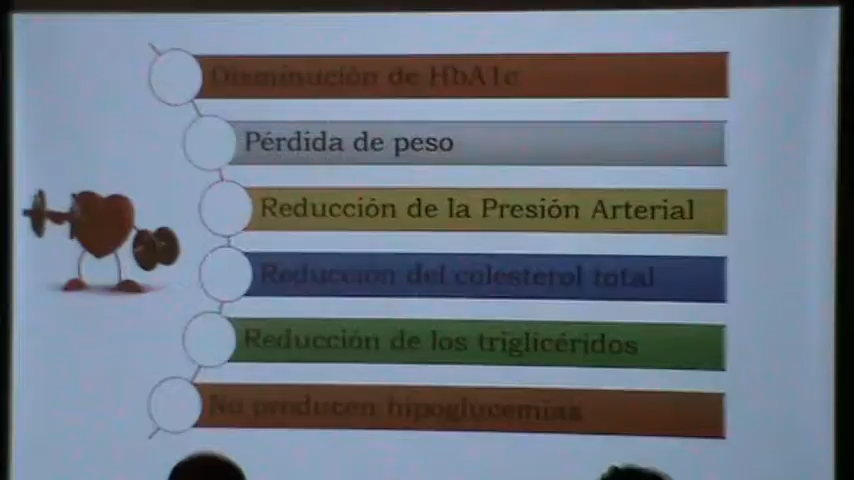 Disminución de HbA1c
Pérdida de peso
Reducción de la Presión Arterial
Reducción del colesterol total
Reducción de los triglicéridos
No producen hipoglucemias